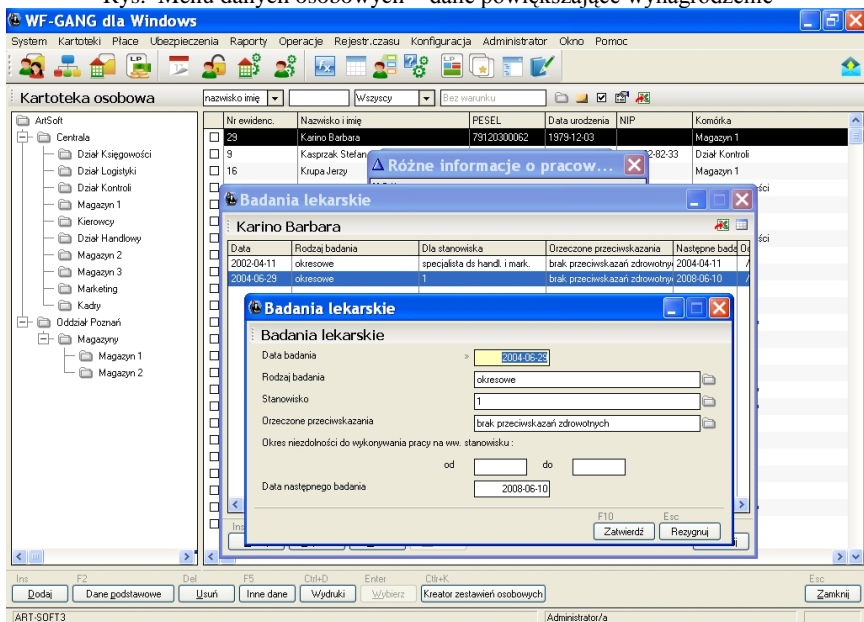 Rys. Menu danych osobowych – dane powiększające wynagrodzenie
WF-GANG dla Windows
System Kartoteki Płace Ubezpieczenia Raporty Operacje Rejestr.czasu Konfiguracja Administrator Okno Pomoc
Kartoteka osobowa nazwisko imię Wszyscy Bez warunku
ArtSoft
Centrala
Dział Księgowości
Dział Logistyki
Dział Kontroli
Magazyn 1
Kierowcy
Dział Handlowy
Magazyn 2
Magazyn 3
Marketing
Kadry
Oddział Poznań
Magazyny
Magazyn 1
Magazyn 2
Nr ewidenc. Nazwisko i imię PESEL Data urodzenia NIP Komórka
29 Karino Barbara 79120300062 1979-12-03 Magazyn 1
9 Kasprzak Stefan 2-82-33 Dział Kontroli
16 Krupa Jerzy Magazyn 1
Różne informacje o pracow...
Badania lekarskie
Karino Barbara
Data Rodzaj badania Dla stanowiska Orzeczone przeciwskazania Następne bada
2002-04-11 okresowe specjalista ds handl. i mark. brak przeciwskazań zdrowotny 2004-04-11
2004-06-29 okresowe 1 brak przeciwskazań zdrowotny 2008-06-10
Badania lekarskie
Badania lekarskie
Data badania » 2004-06-29
Rodzaj badania okresowe
Stanowisko 1
Orzeczone przeciwskazania brak przeciwskazań zdrowotnych
Okres niezdolności do wykonywania pracy na ww. stanowisku :
od do
Data następnego badania 2008-06-10
F10 Esc
Zatwierdź Rezygnuj
Ins F2 Del F5 Ctrl+D Enter Ctlr+K Esc
Dodaj Dane podstawowe Usuń Inne dane Wydruki Wybierz Kreator zestawień osobowych Zamknij
ART-SOFT3 Administrator/a